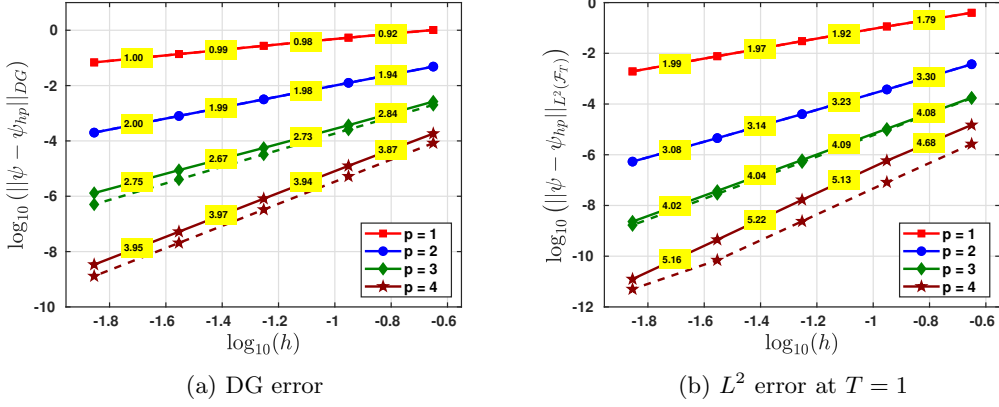 log10 (||ψ − ψhp||DG)
0
-2
-4
-6
-8
-10
1.00 0.99 0.98 0.92
2.00 1.99 1.98 1.94
2.75 2.67 2.73 2.84
3.95 3.97 3.94 3.87
p = 1
p = 2
p = 3
p = 4
-1.8 -1.6 -1.4 -1.2 -1 -0.8 -0.6
log10(h)
(a) DG error
log10 (||ψ − ψhp||L2(FT))
0
-2
-4
-6
-8
-10
-12
1.99 1.97 1.92 1.79
3.08 3.14 3.23 3.30
4.02 4.04 4.09 4.08
5.16 5.22 5.13 4.68
p = 1
p = 2
p = 3
p = 4
-1.8 -1.6 -1.4 -1.2 -1 -0.8 -0.6
log10(h)
(b) L2 error at T = 1